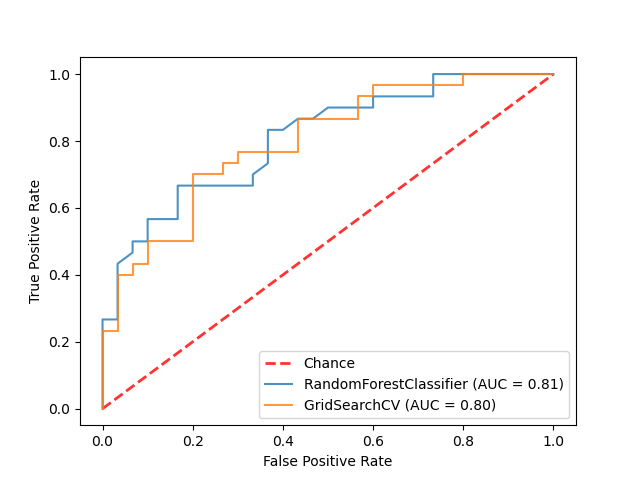 1.0
0.8
0.6
0.4
0.2
0.0
True Positive Rate
Chance
RandomForestClassifier (AUC = 0.81)
GridSearchCV (AUC = 0.80)
0.0 0.2 0.4 0.6 0.8 1.0
False Positive Rate